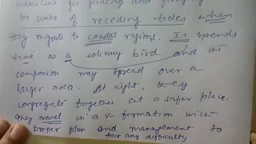 for feeding and
the wake of receding tides when
they migrate to coastal regions. It spends
time as a solitary bird and its
companion may spread over a
larger area. At night, they
congregate together at a safer place.
They travel in a v formation with
proper plan and management to
face any difficulty